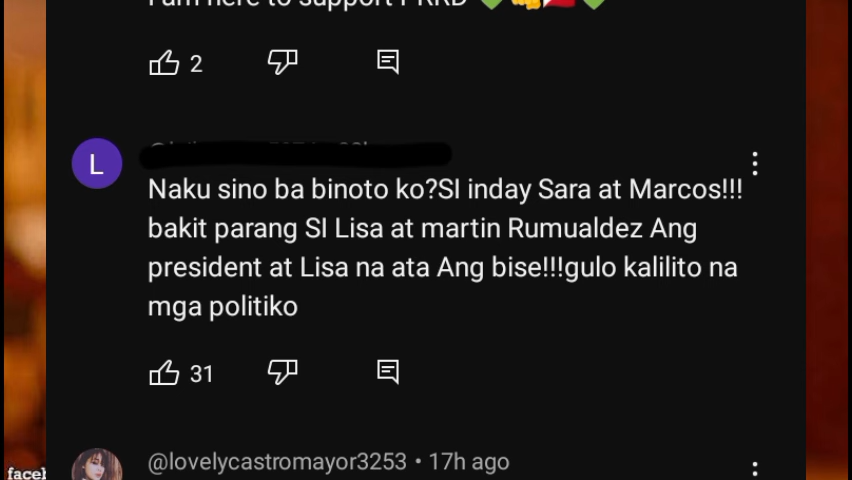 I am here to support PRRD
2
L
Naku sino ba binoto ko?SI inday Sara at Marcos!!!
bakit parang SI Lisa at martin Rumualdez Ang
president at Lisa na ata Ang bise!!!gulo kalilito na
mga politiko
31
@lovelycastromayor3253 • 17h ago